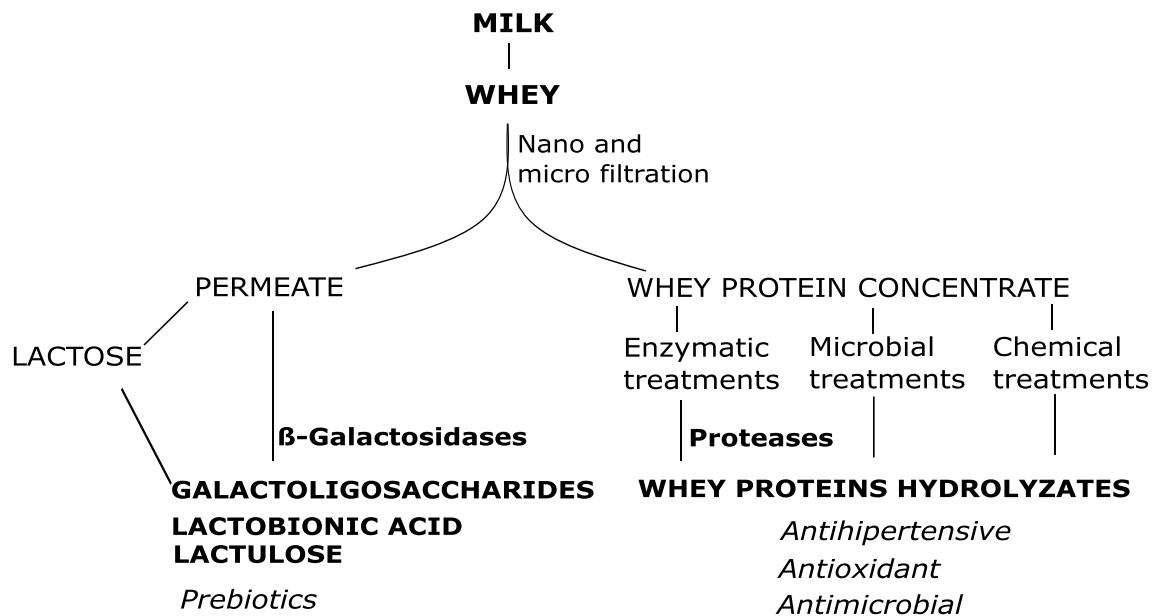 MILK
WHEY
Nano and
micro filtration
PERMEATE
WHEY PROTEIN CONCENTRATE
LACTOSE
Enzymatic
treatments
Microbial
treatments
Chemical
treatments
ß-Galactosidases
Proteases
GALACTOLIGOSACCHARIDES
LACTOBIONIC ACID
LACTULOSE
Prebiotics
WHEY PROTEINS HYDROLYZATES
Antihipertensive
Antioxidant
Antimicrobial